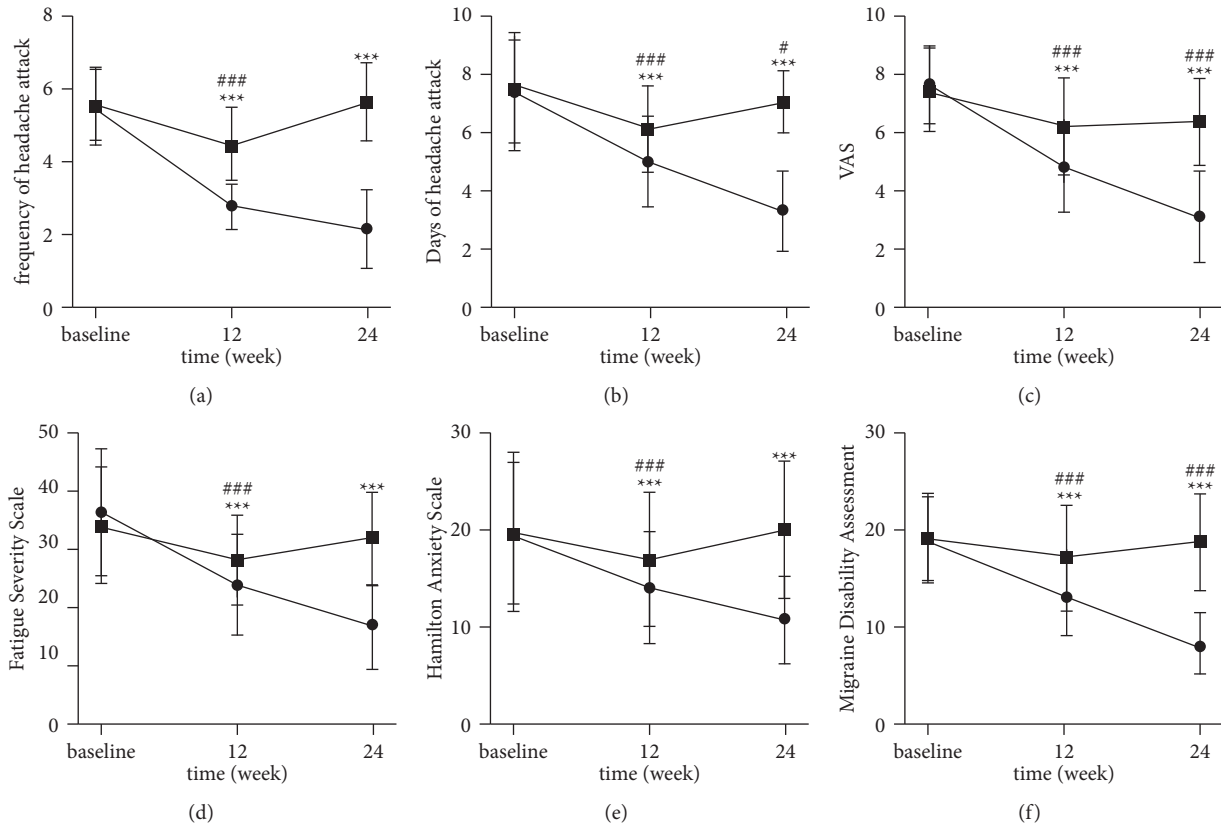 frequency of headache attack
8
6
4
2
0
###
***
***
baseline 12 24
time (week)
(a)
Days of headache attack
10
8
6
4
2
0
###
***
#
***
baseline 12 24
time (week)
(b)
VAS
10
8
6
4
2
0
###
***
###
***
baseline 12 24
time (week)
(c)
Fatigue Severity Scale
50
40
30
20
10
0
###
***
***
baseline 12 24
time (week)
(d)
Hamilton Anxiety Scale
30
20
10
0
###
***
***
baseline 12 24
time (week)
(e)
Migraine Disability Assessment
30
20
10
0
###
***
###
***
baseline 12 24
time (week)
(f)